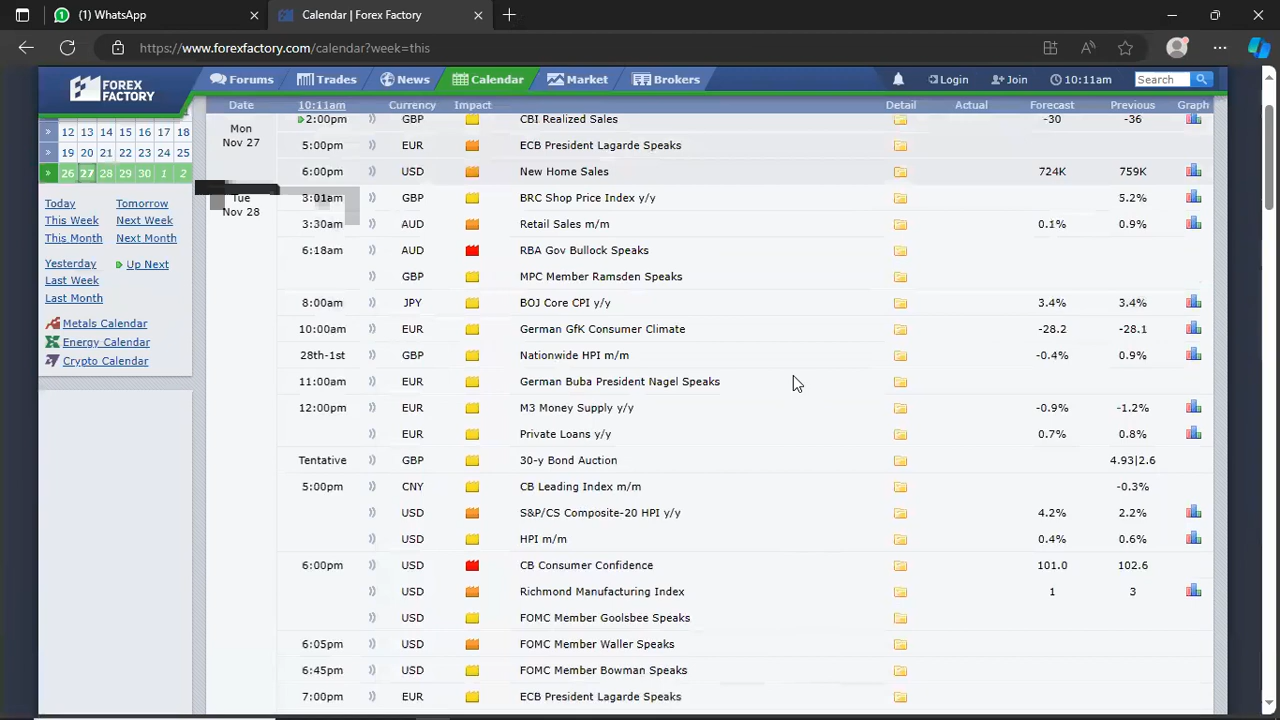 (1) WhatsApp
Calendar | Forex Factory
https://www.forexfactory.com/calendar?week=this
FOREX FACTORY
Forums Trades News Calendar Market Brokers Login Join 10:11am Search
Date 10:11am Currency Impact Detail Actual Forecast Previous Graph
12 13 14 15 16 17 18
19 20 21 22 23 24 25
26 27 28 29 30 1 2
Today Tomorrow
This Week Next Week
This Month Next Month
Yesterday Up Next
Last Week
Last Month
Metals Calendar
Energy Calendar
Crypto Calendar
Mon Nov 27
2:00pm GBP CBI Realized Sales -30 -36
5:00pm EUR ECB President Lagarde Speaks
6:00pm USD New Home Sales 724K 759K
Tue Nov 28
3:01am GBP BRC Shop Price Index y/y 5.2%
3:30am AUD Retail Sales m/m 0.1% 0.9%
6:18am AUD RBA Gov Bullock Speaks
GBP MPC Member Ramsden Speaks
8:00am JPY BOJ Core CPI y/y 3.4% 3.4%
10:00am EUR German GfK Consumer Climate -28.2 -28.1
28th-1st GBP Nationwide HPI m/m -0.4% 0.9%
11:00am EUR German Buba President Nagel Speaks
12:00pm EUR M3 Money Supply y/y -0.9% -1.2%
EUR Private Loans y/y 0.7% 0.8%
Tentative GBP 30-y Bond Auction 4.93|2.6
5:00pm CNY CB Leading Index m/m -0.3%
USD S&P/CS Composite-20 HPI y/y 4.2% 2.2%
USD HPI m/m 0.4% 0.6%
6:00pm USD CB Consumer Confidence 101.0 102.6
USD Richmond Manufacturing Index 1 3
USD FOMC Member Goolsbee Speaks
6:05pm USD FOMC Member Waller Speaks
6:45pm USD FOMC Member Bowman Speaks
7:00pm EUR ECB President Lagarde Speaks